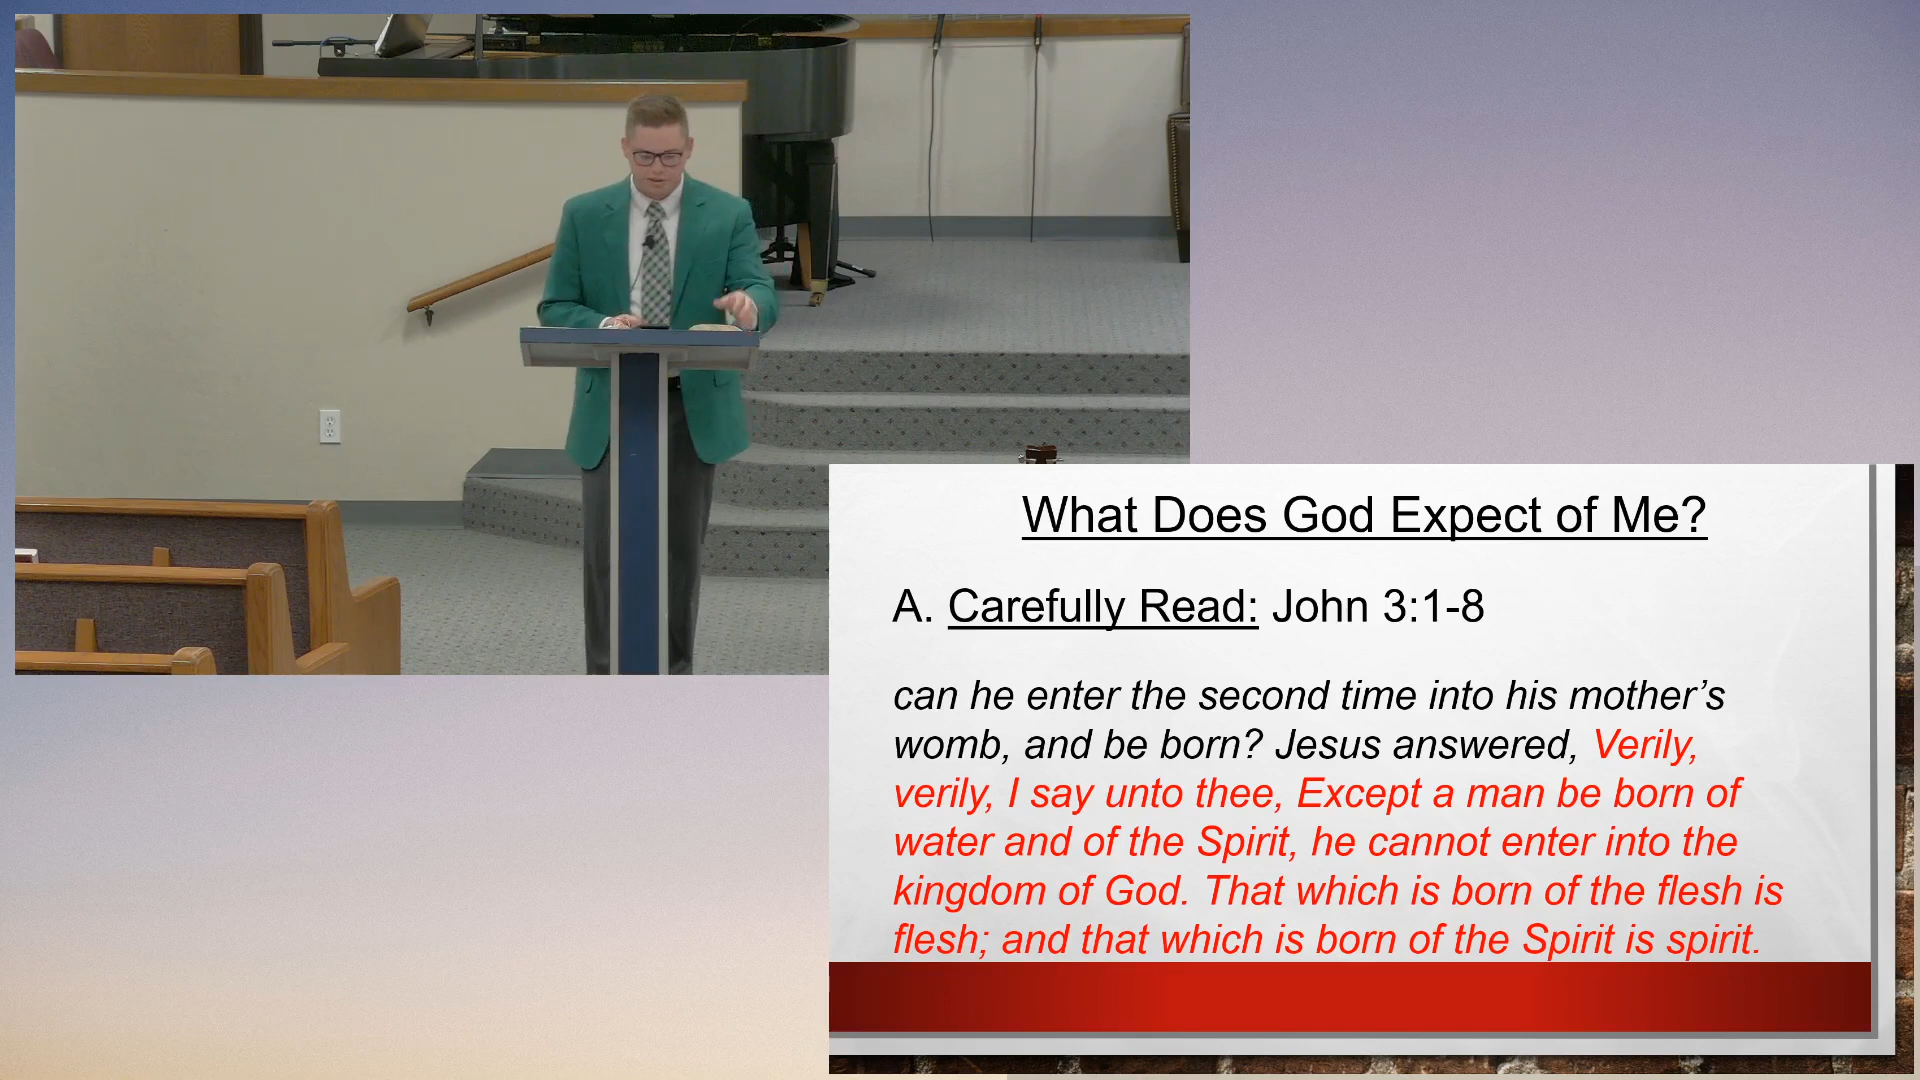 What Does God Expect of Me?
A. Carefully Read: John 3:1-8
can he enter the second time into his mother’s
womb, and be born? Jesus answered, Verily,
verily, I say unto thee, Except a man be born of
water and of the Spirit, he cannot enter into the
kingdom of God. That which is born of the flesh is
flesh; and that which is born of the Spirit is spirit.